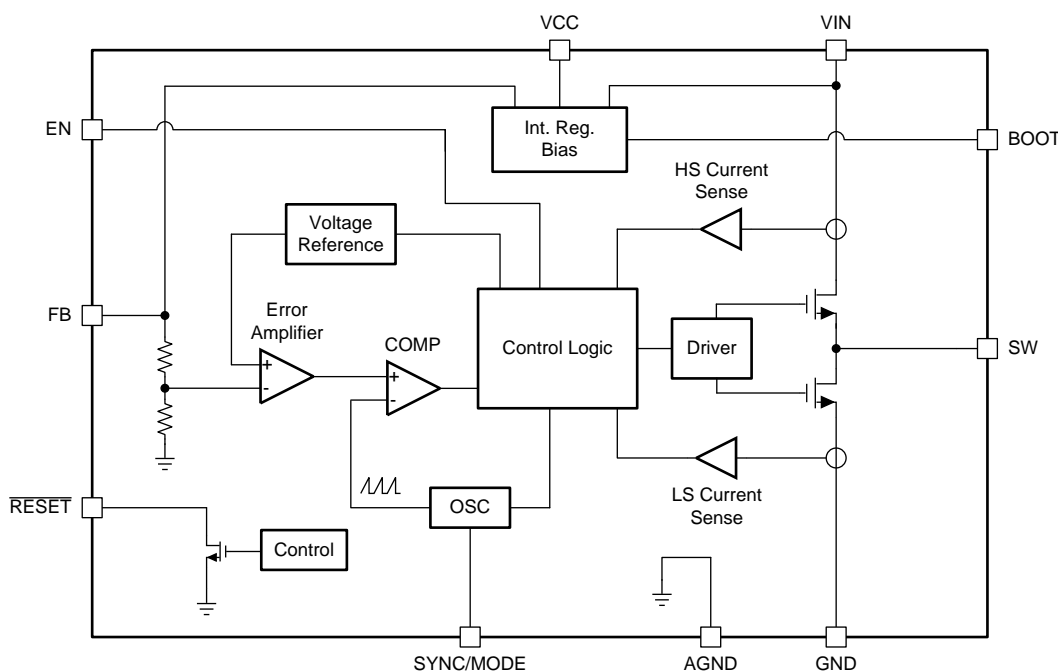 VCC
VIN
EN
Int. Reg.
Bias
BOOT
HS Current
Sense
Voltage
Reference
FB
Error
Amplifier
COMP
Control Logic
Driver
SW
+
-
+
-
OSC
LS Current
Sense
RESET
Control
SYNC/MODE
AGND
GND